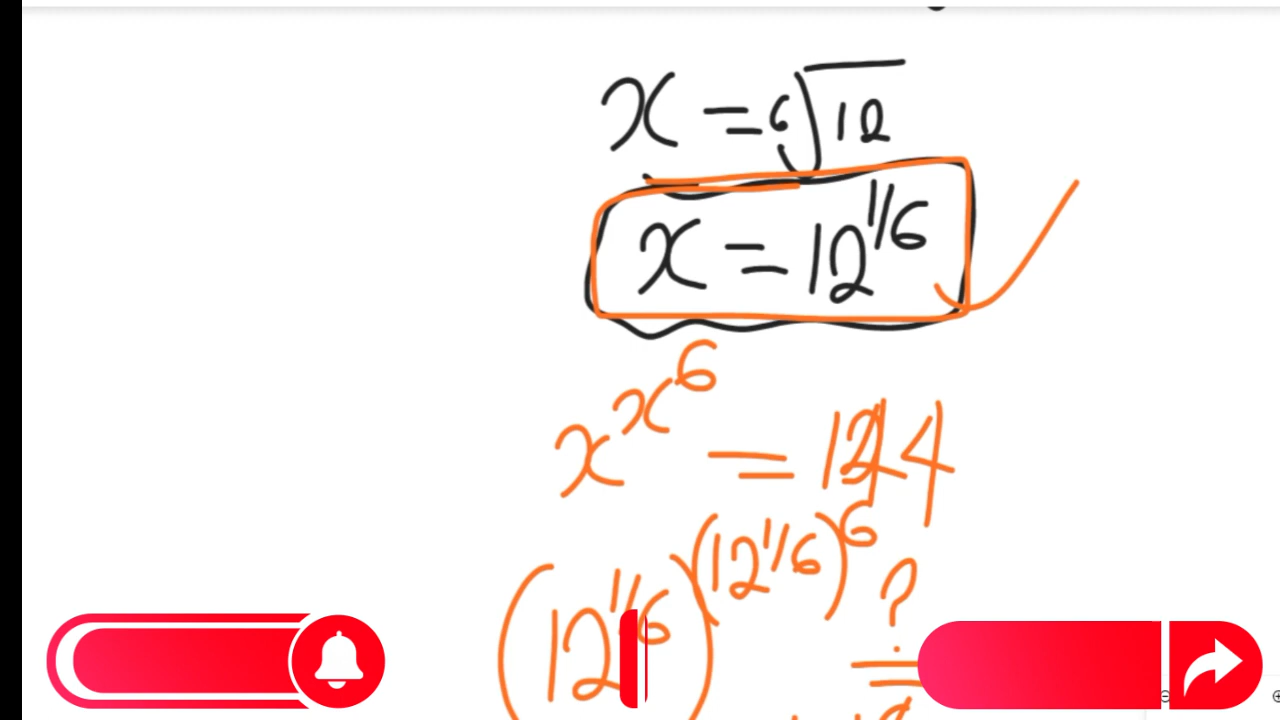 x = ⁶√12
x = 12^{1/6}
x^{x^6} = 144
(12^{1/6})^{(12^{1/6})^6} ?
=